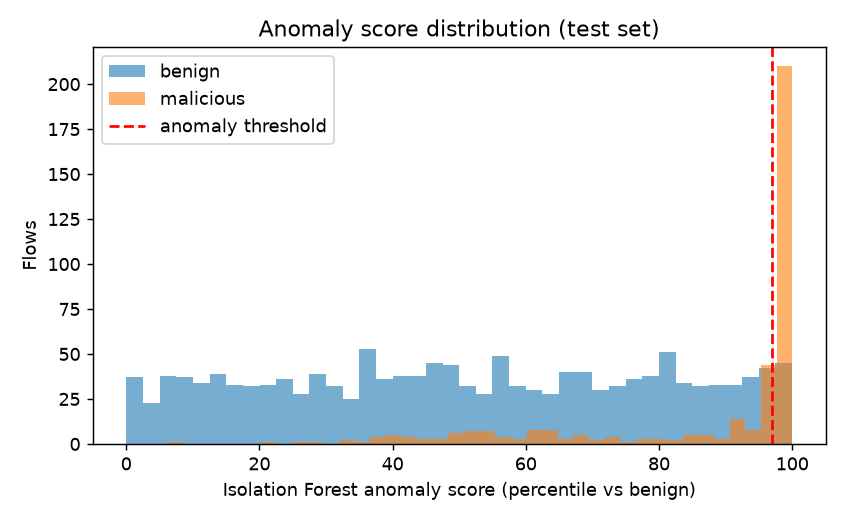 Anomaly score distribution (test set)
benign
malicious
anomaly threshold
Flows
200
175
150
125
100
75
50
25
0
0 20 40 60 80 100
Isolation Forest anomaly score (percentile vs benign)